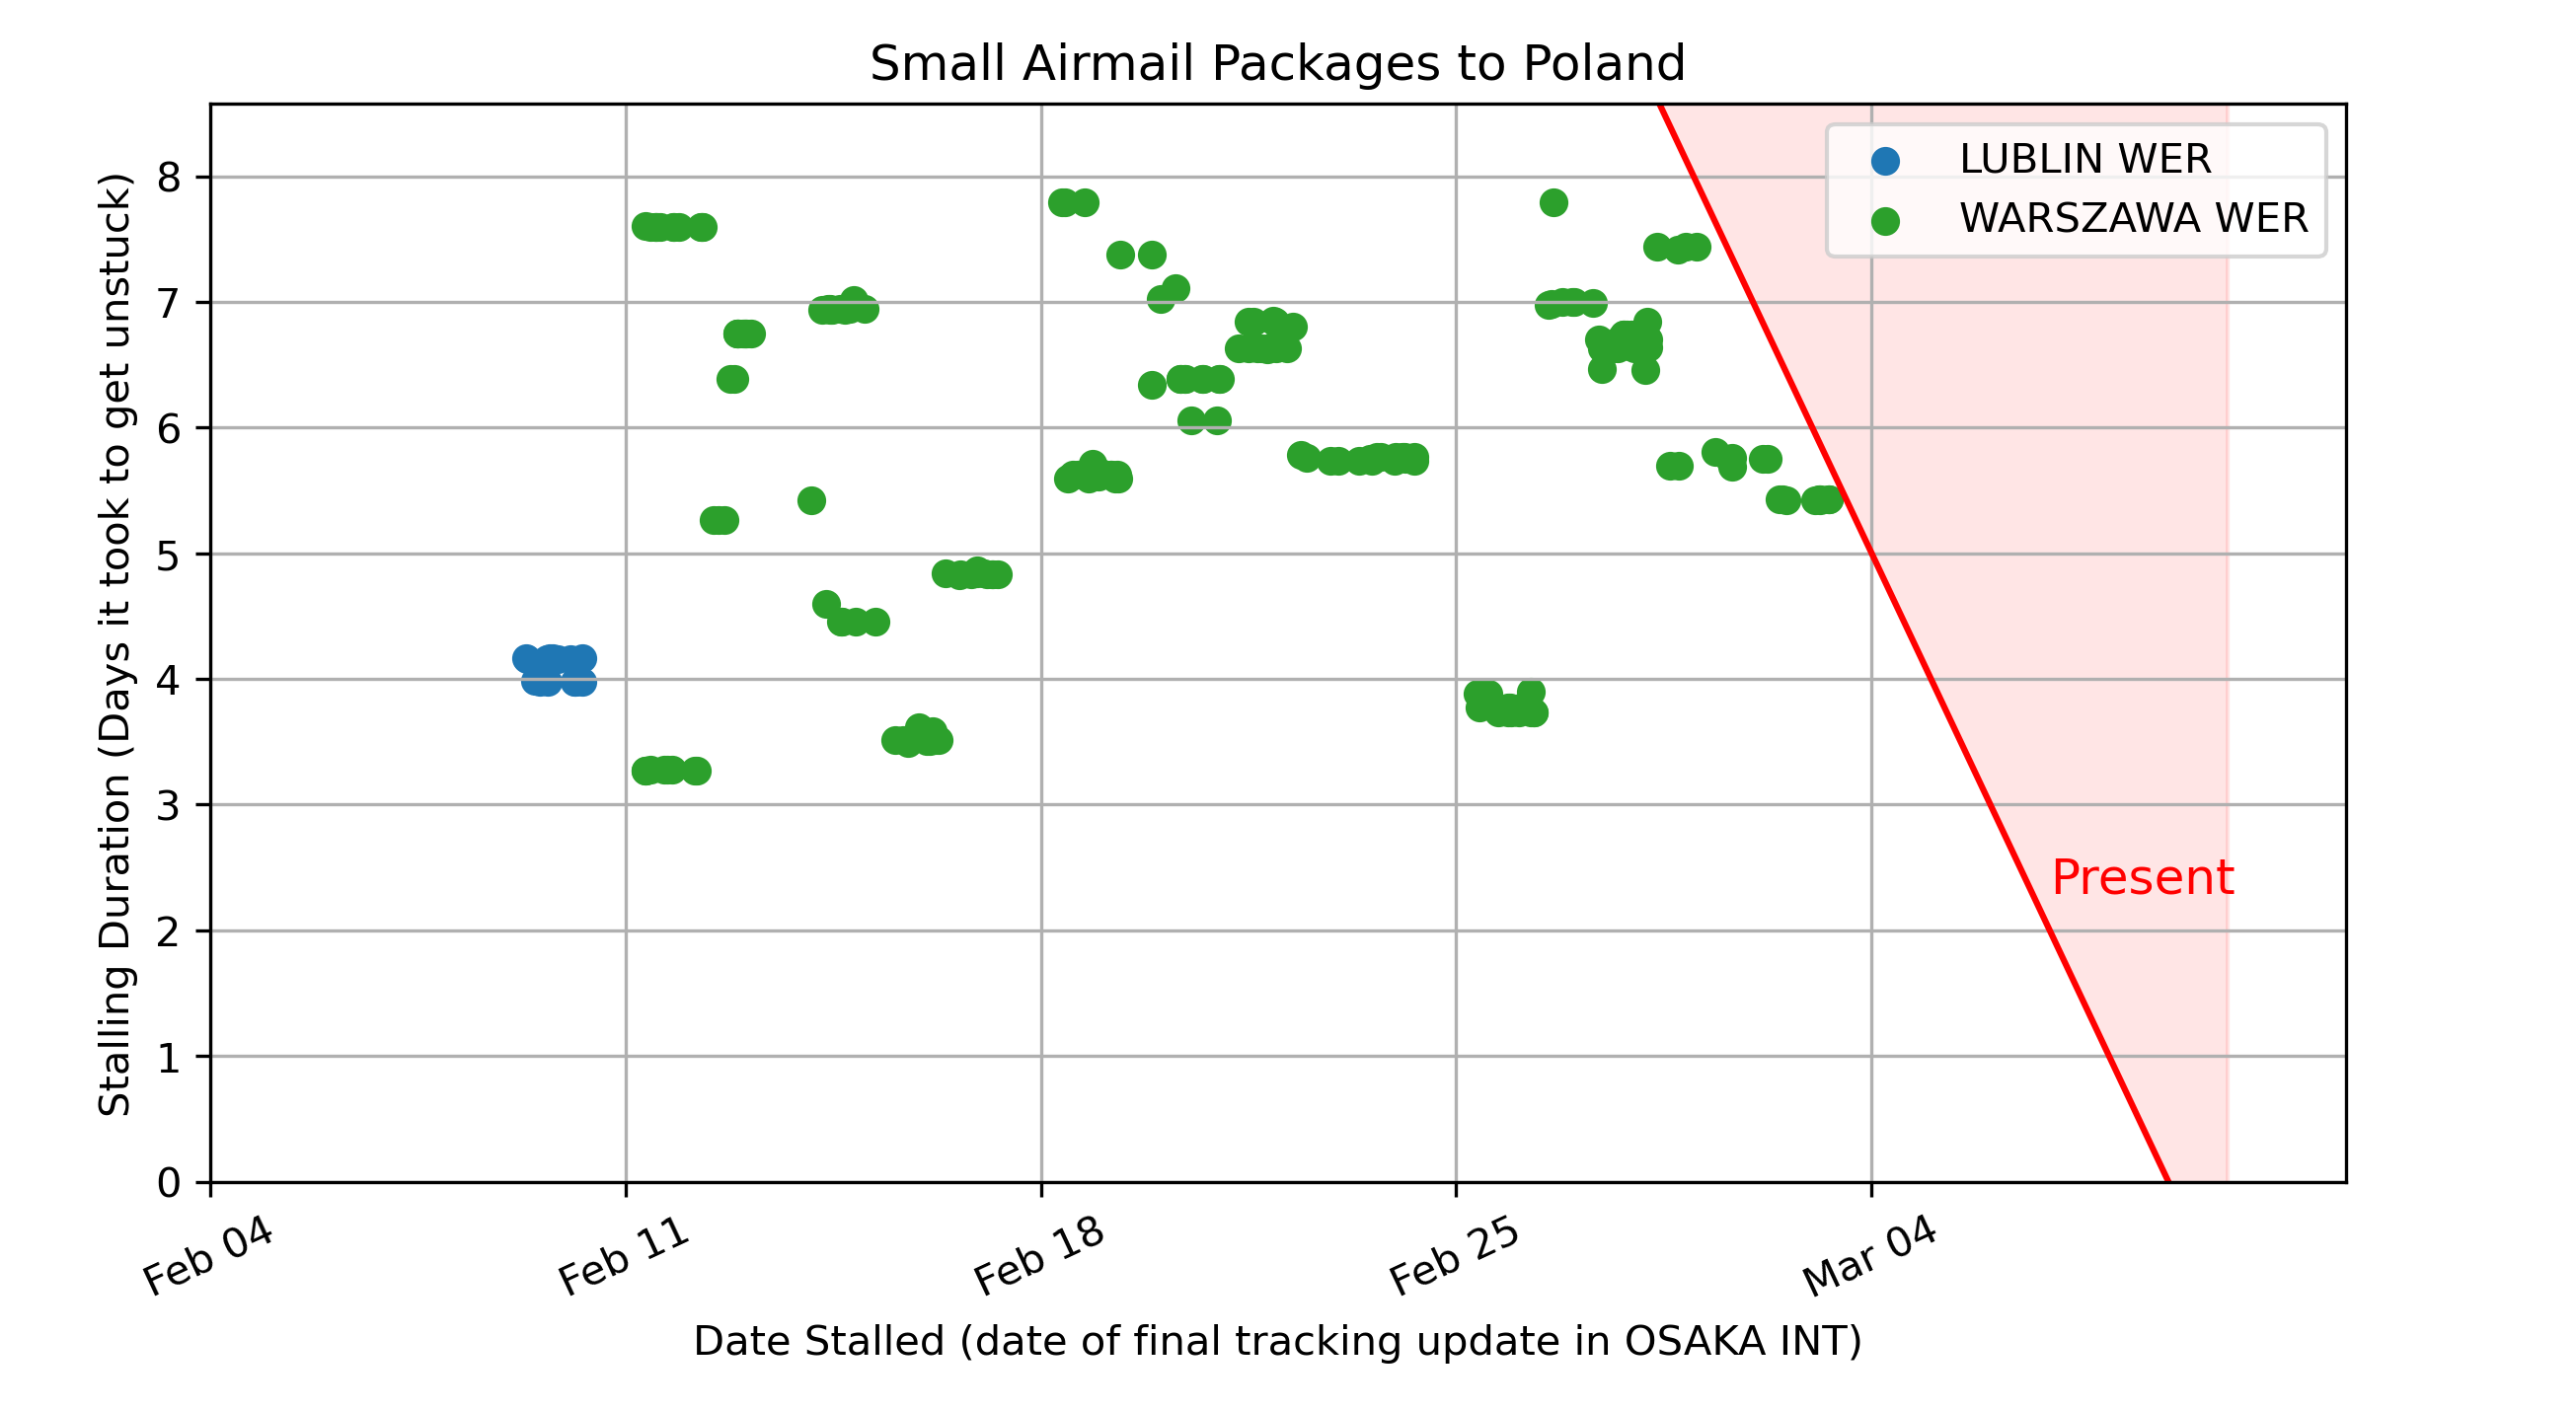 Small Airmail Packages to Poland
Stalling Duration (Days it took to get unstuck)
8
7
6
5
4
3
2
1
0
LUBLIN WER
WARSZAWA WER
Present
Feb 04
Feb 11
Feb 18
Feb 25
Mar 04
Date Stalled (date of final tracking update in OSAKA INT)